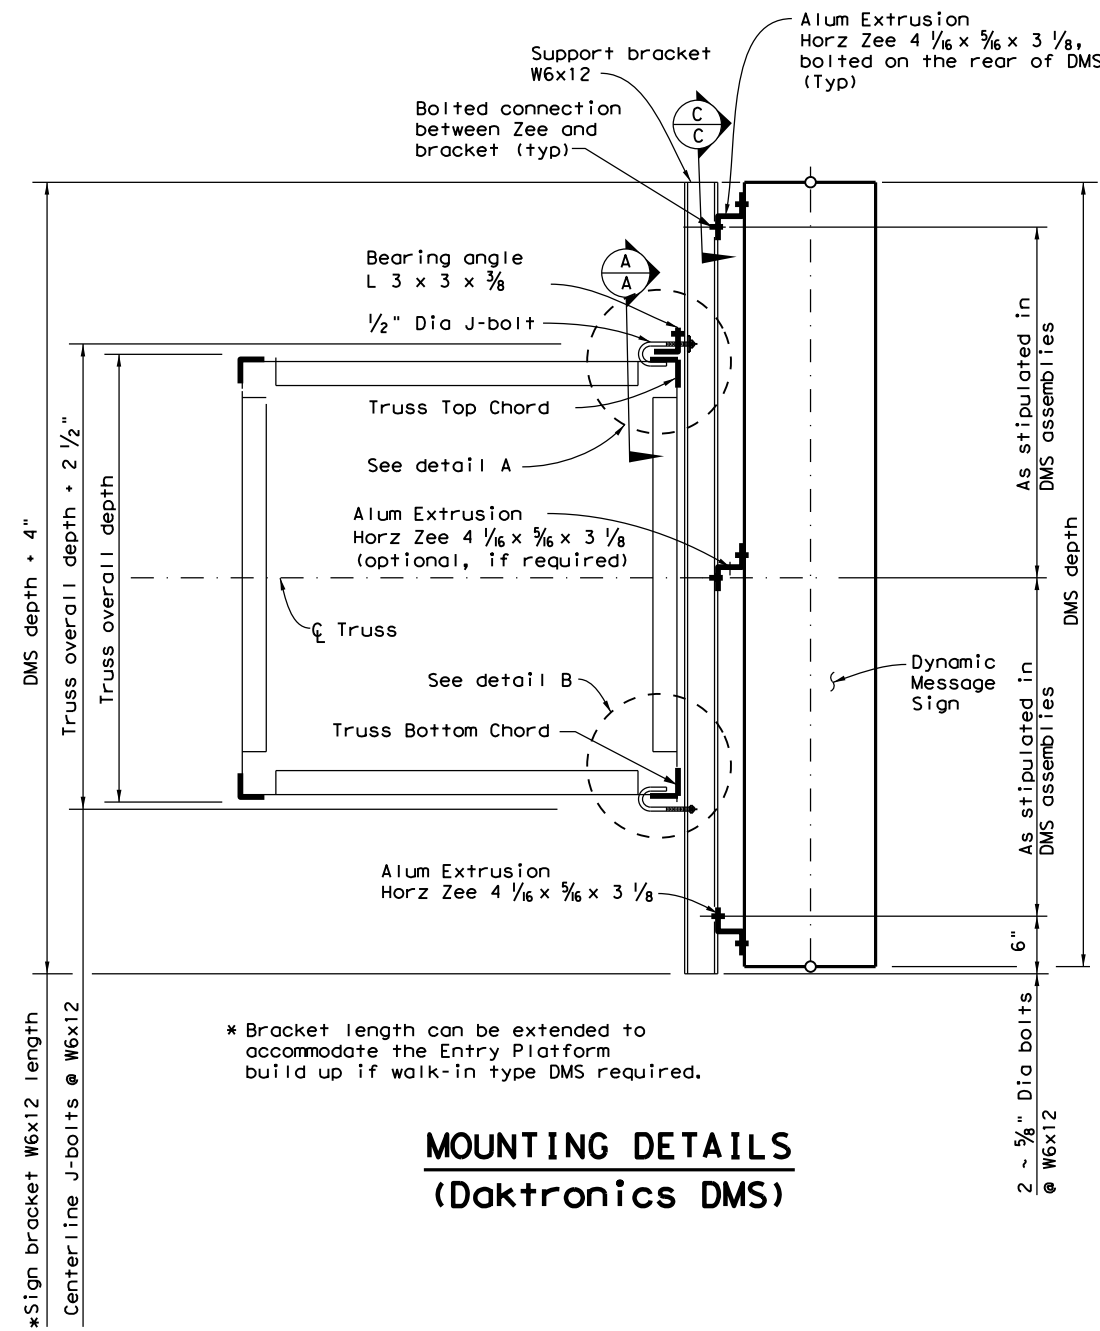 Alum Extrusion
Horz Zee 4 1/16 x 5/16 x 3 1/8,
bolted on the rear of DMS
(Typ)
Support bracket
W6x12
Bolted connection
between Zee and
bracket (typ)
C
C
Bearing angle
L 3 x 3 x 3/8
A
A
1/2" Dia J-bolt
Truss Top Chord
See detail A
Alum Extrusion
Horz Zee 4 1/16 x 5/16 x 3 1/8
(optional, if required)
℄ Truss
See detail B
Truss Bottom Chord
Alum Extrusion
Horz Zee 4 1/16 x 5/16 x 3 1/8
Dynamic
Message
Sign
DMS depth + 4"
Truss overall depth + 2 1/2"
Truss overall depth
As stipulated in
DMS assemblies
DMS depth
As stipulated in
DMS assemblies
6"
2 ~ 5/8" Dia bolts
@ W6x12
*Sign bracket W6x12 length
Centerline J-bolts @ W6x12
* Bracket length can be extended to
accommodate the Entry Platform
build up if walk-in type DMS required.
MOUNTING DETAILS
(Daktronics DMS)